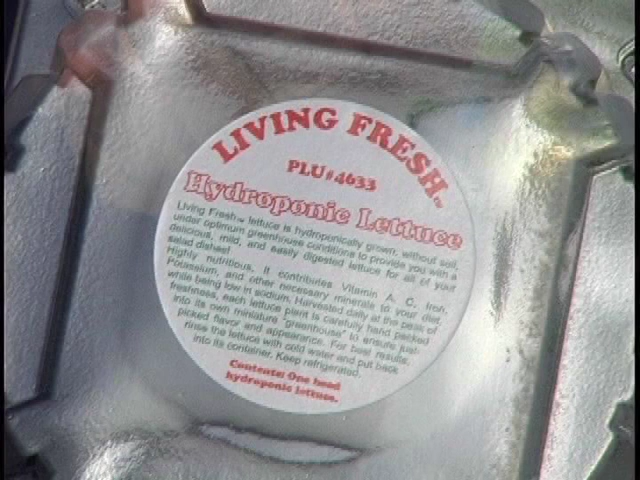 LIVING FRESH™
PLU#4633
Hydroponic Lettuce
Living Fresh™ lettuce is hydroponically grown, without soil,
under optimum greenhouse conditions to provide you with a
delicious, mild, and easily digested lettuce for all of your
salad dishes!
Highly nutritious, it contributes Vitamin A, C, Iron,
Potassium, and other necessary minerals to your diet,
while being low in sodium. Harvested daily at the peak of
freshness, each lettuce plant is carefully hand packed
into its own miniature "greenhouse" to ensure just-
picked flavor and appearance. For best results,
rinse the lettuce with cold water and put back
into its container. Keep refrigerated.
Contents: One head
hydroponic lettuce.